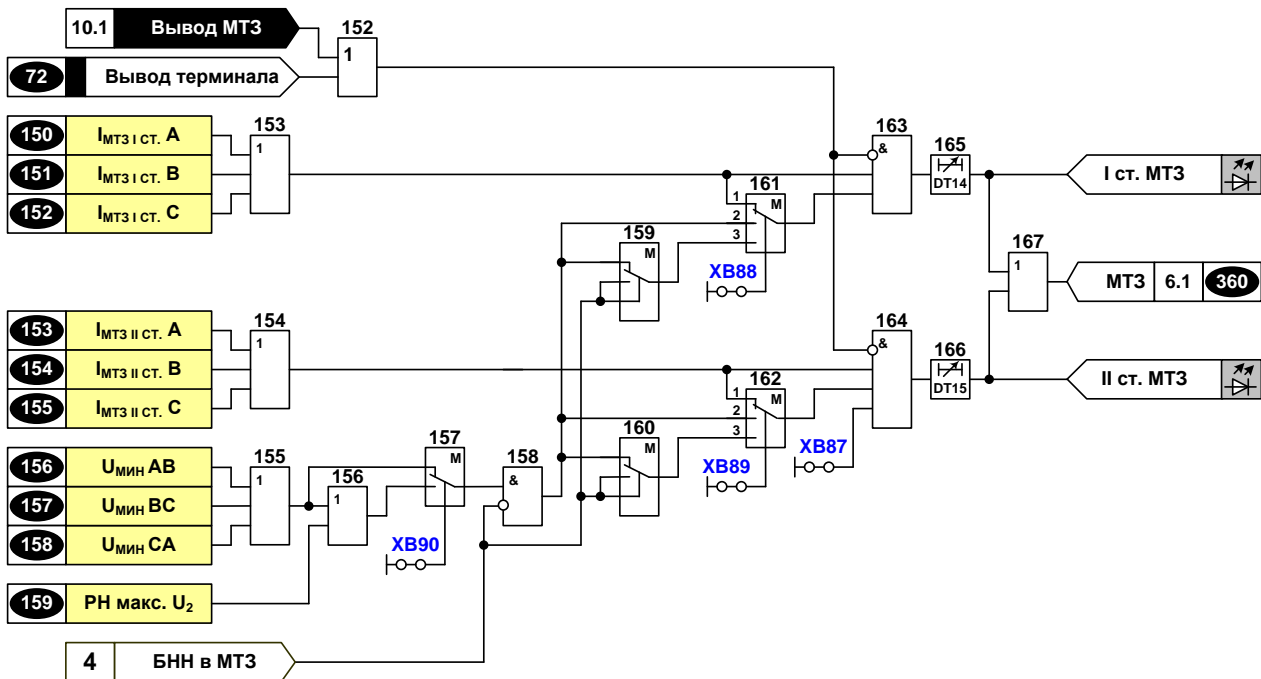 10.1 Вывод МТЗ
152
1
72 Вывод терминала
150 IМТЗ I СТ. A
153
1
151 IМТЗ I СТ. B
152 IМТЗ I СТ. C
163
&
165
DT14
I ст. МТЗ
161
M
1
2
3
159
M
XB88
167
1
МТЗ 6.1 360
153 IМТЗ II СТ. A
154
1
154 IМТЗ II СТ. B
155 IМТЗ II СТ. C
164
&
166
DT15
II ст. МТЗ
162
M
1
2
3
160
M
XB89
XB87
156 UМИН AB
155
1
157 UМИН BC
158 UМИН CA
156
1
157
M
158
&
XB90
159 РН макс. U2
4 БНН в МТЗ